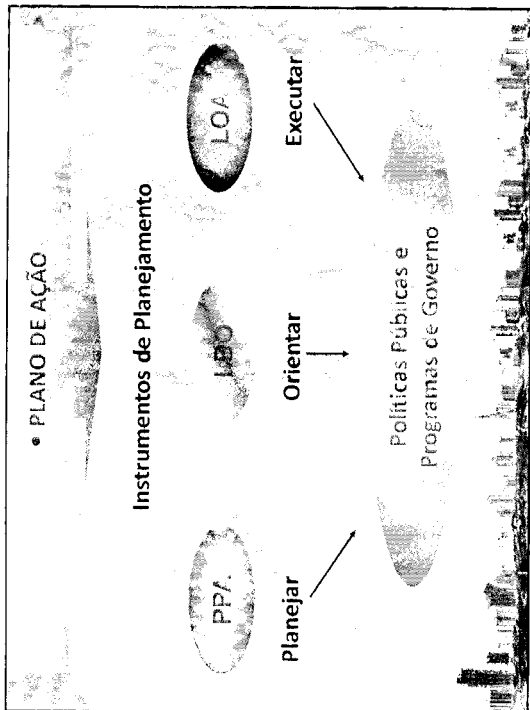 • PLANO DE AÇÃO
Instrumentos de Planejamento
PPA
LDO
LOA
Planejar
Orientar
Executar
Políticas Públicas e
Programas de Governo